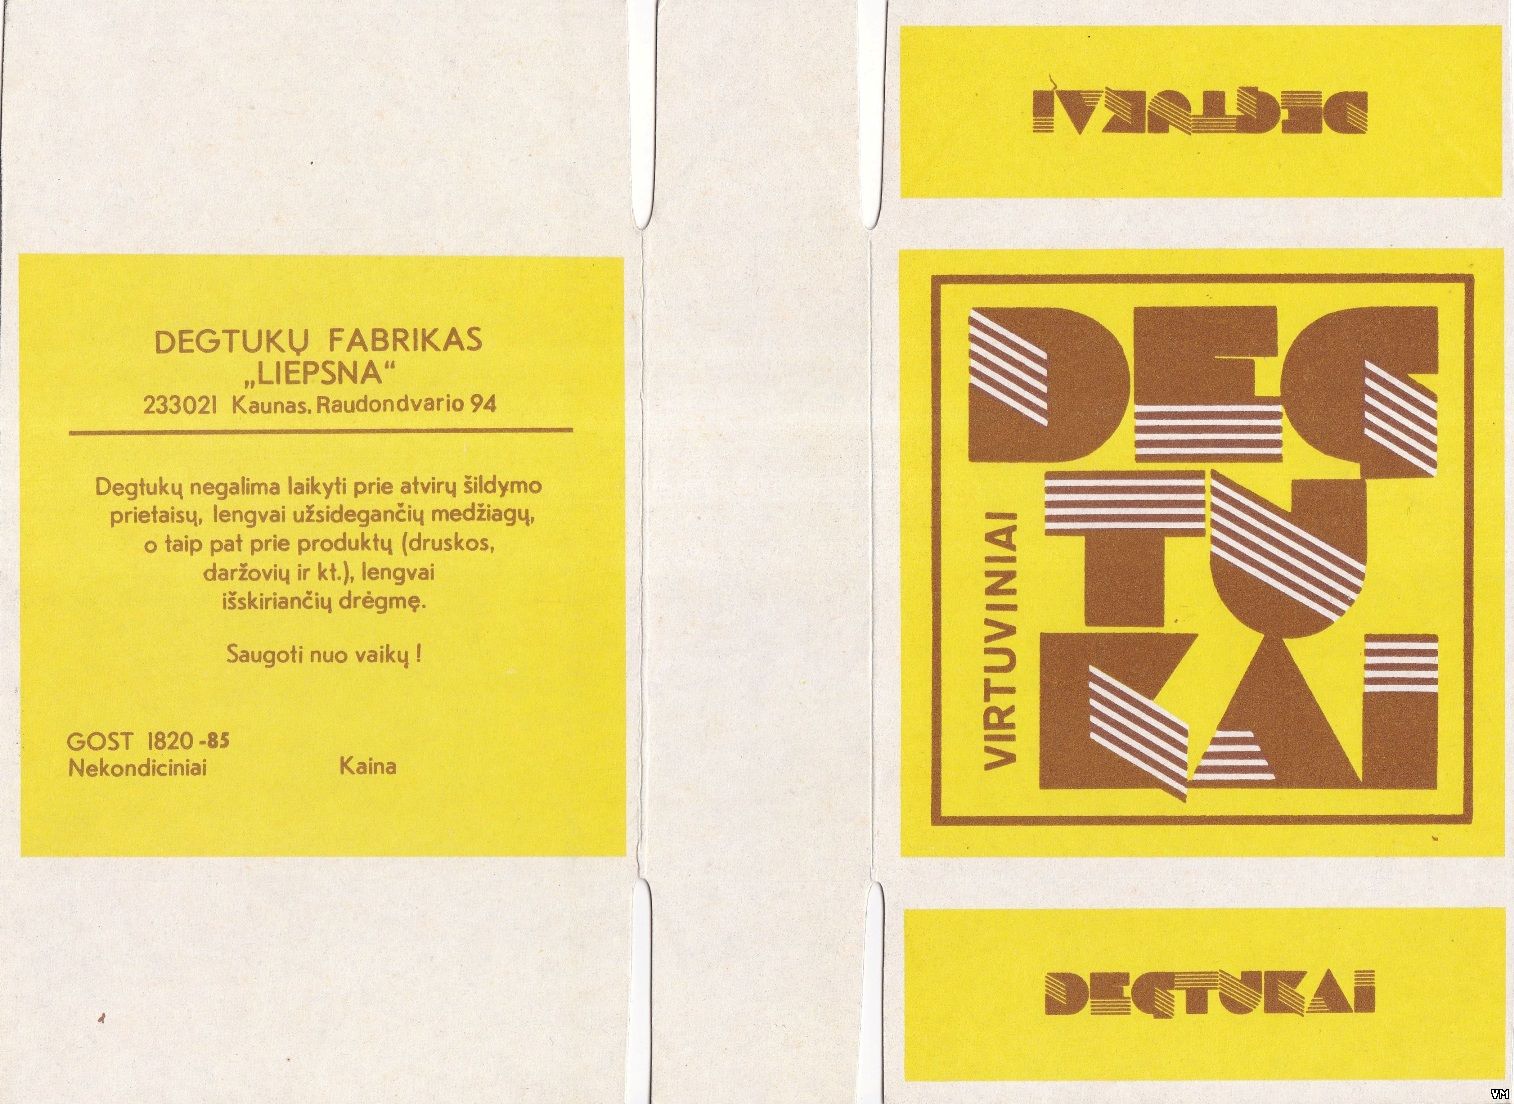 DEGTUKAI
DEGTUKŲ FABRIKAS
„LIEPSNA“
233021 Kaunas. Raudondvario 94
Degtukų negalima laikyti prie atvirų šildymo
prietaisų, lengvai užsidegančių medžiagų,
o taip pat prie produktų (druskos,
daržovių ir kt.), lengvai
išskiriančių drėgmę.
Saugoti nuo vaikų !
GOST 1820-85
Nekondiciniai Kaina
DEG
TU
KAI
VIRTUVINIAI
DEGTUKAI
VM